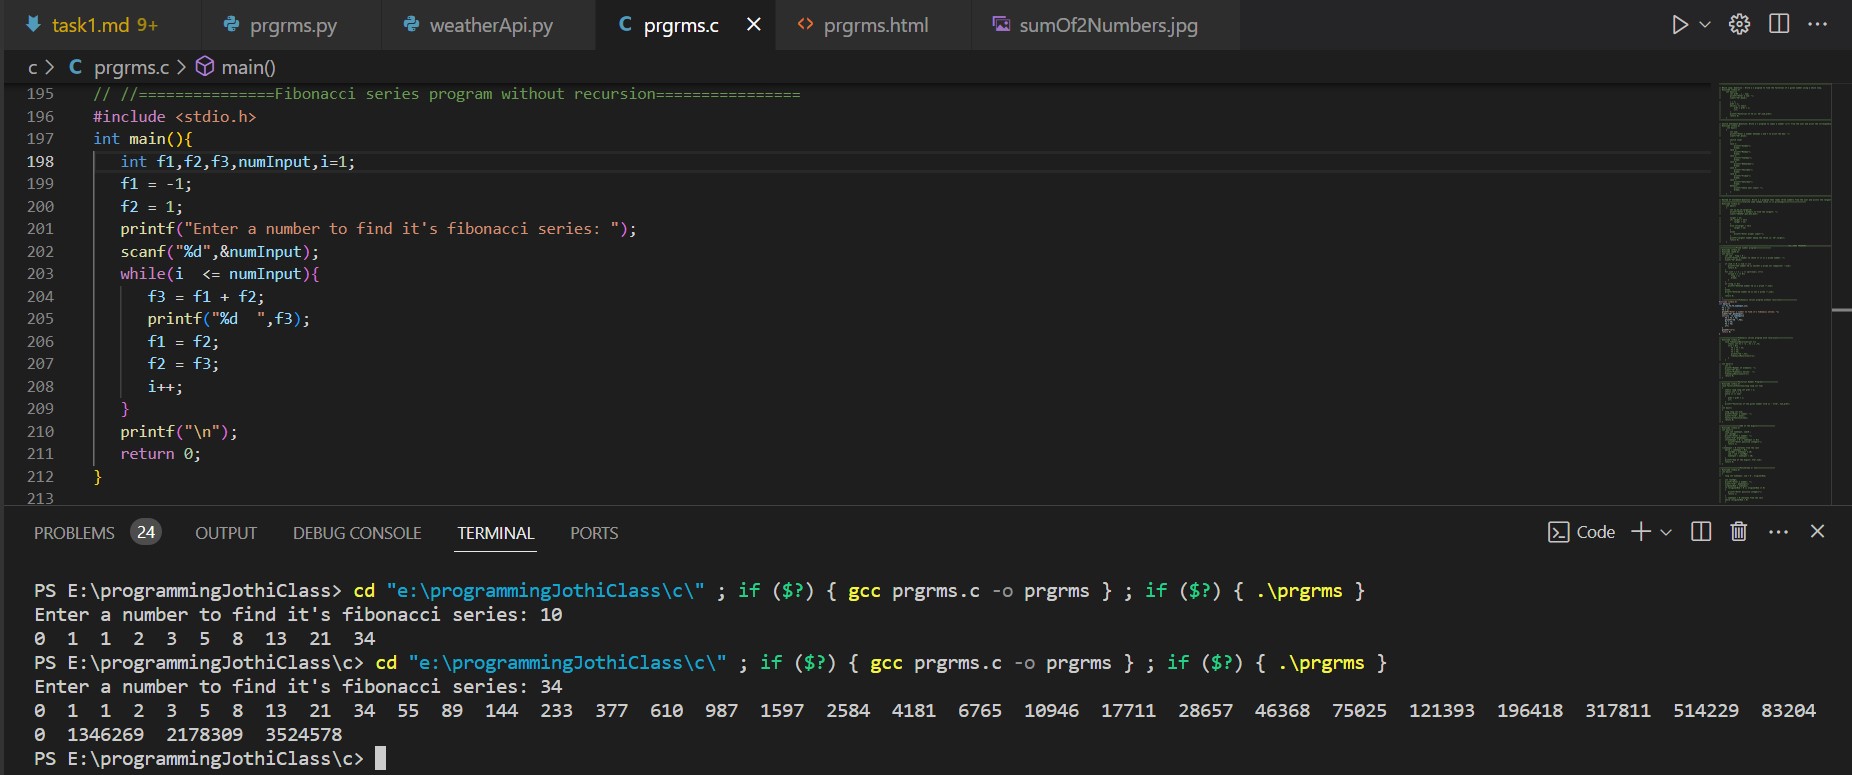 task1.md 9+ prgrms.py weatherApi.py prgrms.c prgrms.html sumOf2Numbers.jpg
c > C prgrms.c > main()
195 // //===============Fibonacci series program without recursion================
196 #include <stdio.h>
197 int main(){
198 int f1,f2,f3,numInput,i=1;
199 f1 = -1;
200 f2 = 1;
201 printf("Enter a number to find it's fibonacci series: ");
202 scanf("%d",&numInput);
203 while(i  <= numInput){
204 f3 = f1 + f2;
205 printf("%d  ",f3);
206 f1 = f2;
207 f2 = f3;
208 i++;
209 }
210 printf("\n");
211 return 0;
212 }
213
PROBLEMS 24 OUTPUT DEBUG CONSOLE TERMINAL PORTS Code
PS E:\programmingJothiClass> cd "e:\programmingJothiClass\c\" ; if ($?) { gcc prgrms.c -o prgrms } ; if ($?) { .\prgrms }
Enter a number to find it's fibonacci series: 10
0  1  1  2  3  5  8  13  21  34
PS E:\programmingJothiClass\c> cd "e:\programmingJothiClass\c\" ; if ($?) { gcc prgrms.c -o prgrms } ; if ($?) { .\prgrms }
Enter a number to find it's fibonacci series: 34
0  1  1  2  3  5  8  13  21  34  55  89  144  233  377  610  987  1597  2584  4181  6765  10946  17711  28657  46368  75025  121393  196418  317811  514229  83204
0  1346269  2178309  3524578
PS E:\programmingJothiClass\c>